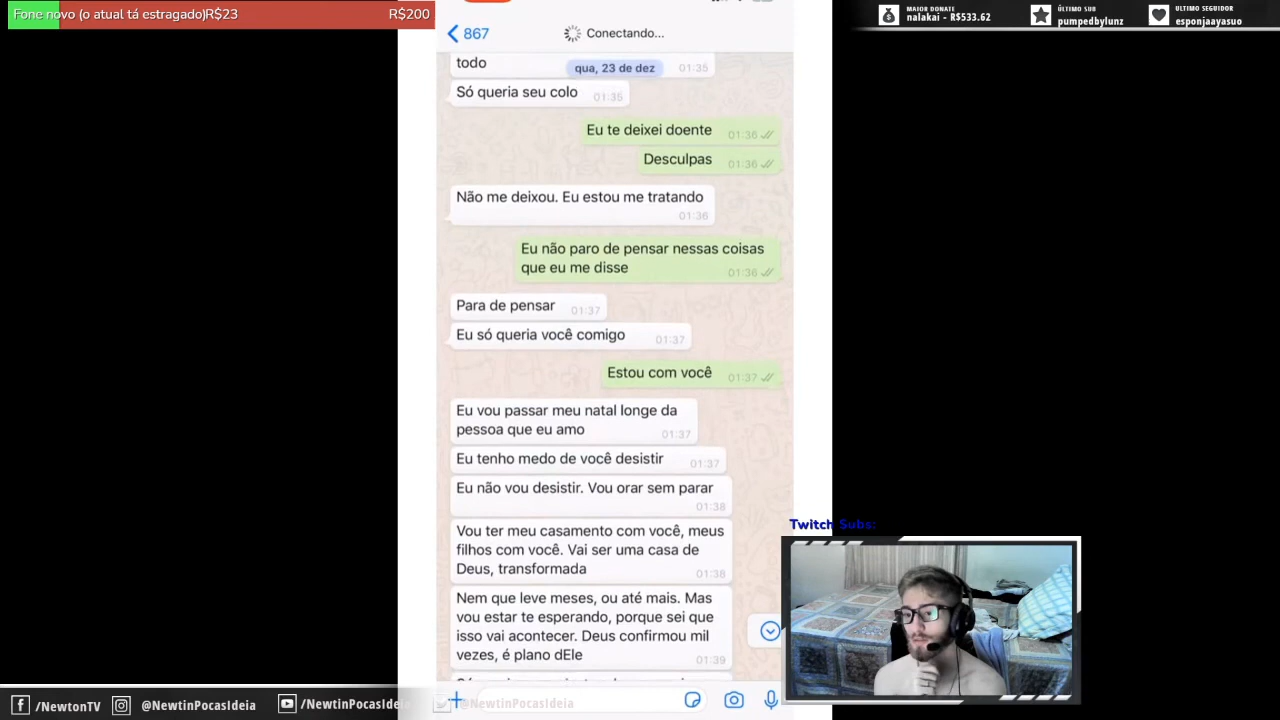 Fone novo (o atual tá estragado)R$23
R$200
MAIOR DONATE
nalakai - R$533.62
ÚLTIMO SUB
pumpedbylunz
ULTIMO SEGUIDOR
esponjaayasuo
867
Conectando...
todo
01:35
qua, 23 de dez
Só queria seu colo
01:35
Eu te deixei doente
01:36
Desculpas
01:36
Não me deixou. Eu estou me tratando
01:36
Eu não paro de pensar nessas coisas
que eu me disse
01:36
Para de pensar
01:37
Eu só queria você comigo
01:37
Estou com você
01:37
Eu vou passar meu natal longe da
pessoa que eu amo
01:37
Eu tenho medo de você desistir
01:37
Eu não vou desistir. Vou orar sem parar
01:38
Vou ter meu casamento com você, meus
filhos com você. Vai ser uma casa de
Deus, transformada
01:38
Nem que leve meses, ou até mais. Mas
vou estar te esperando, porque sei que
isso vai acontecer. Deus confirmou mil
vezes, é plano dEle
01:39
Twitch Subs:
/NewtonTV
@NewtinPocasIdeia
/NewtinPocasIdeia
@NewtinPocasIdeia